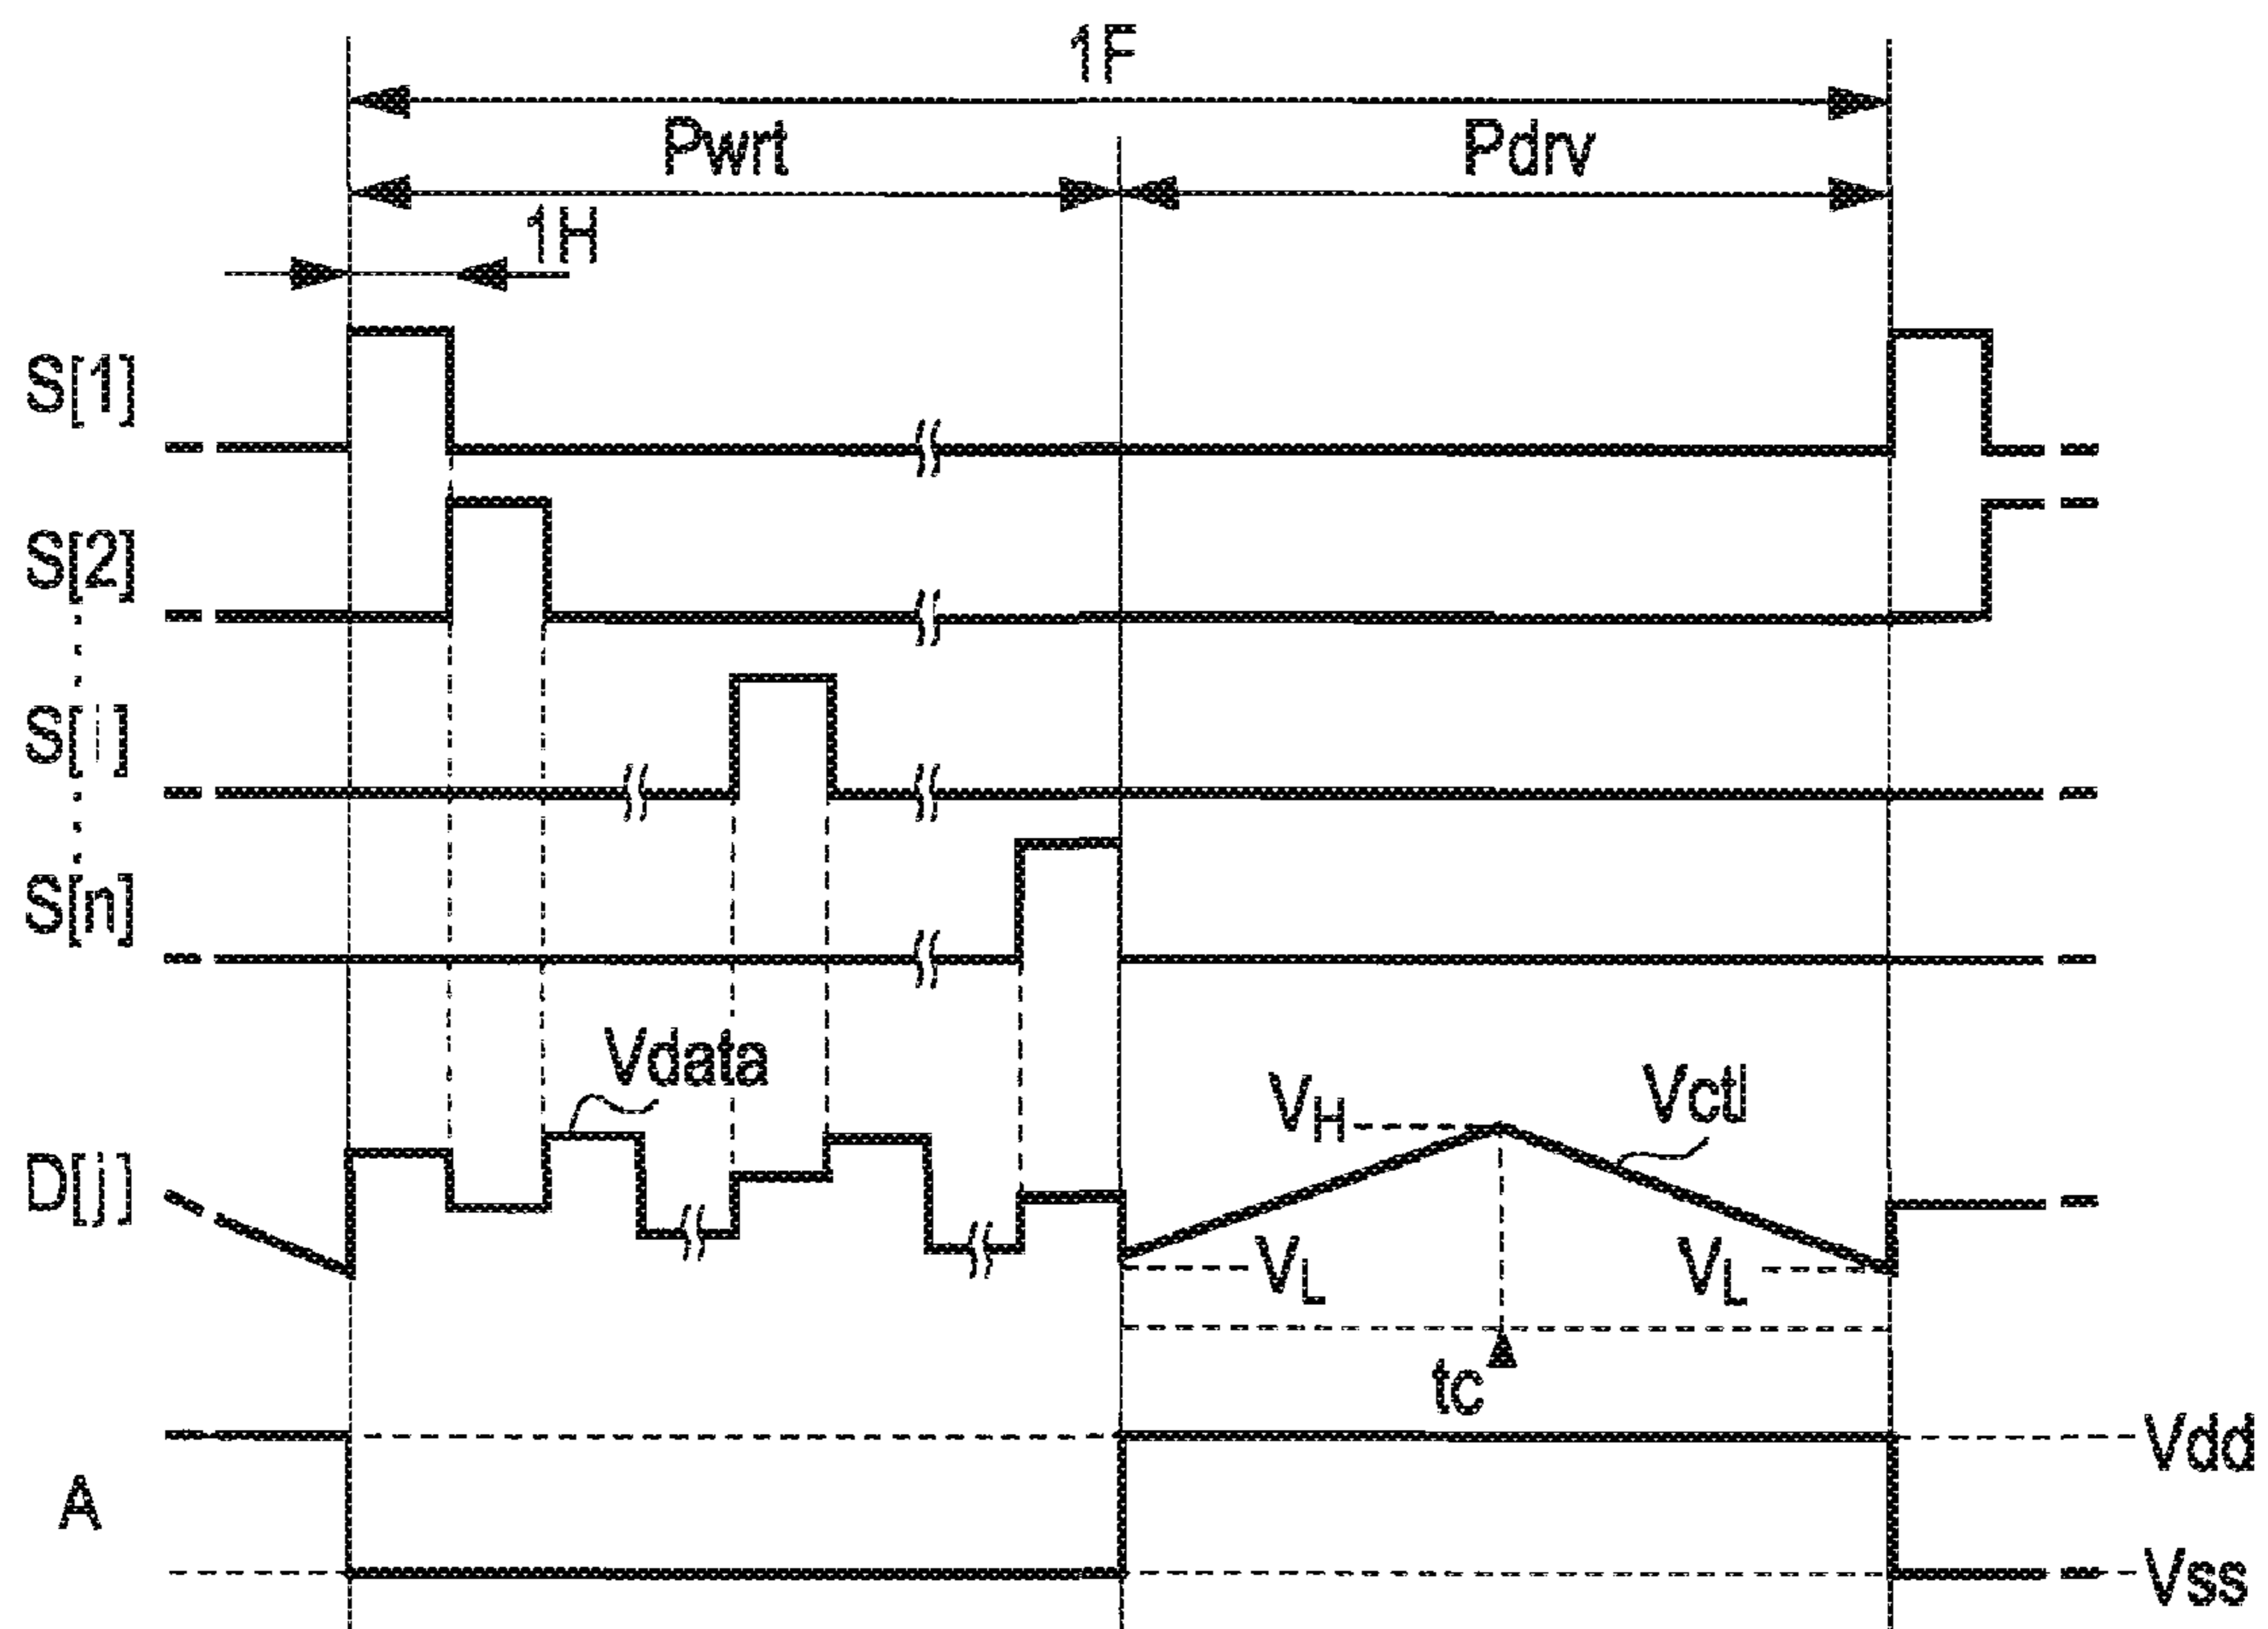 1F
Pwrt
Pdrv
1H
S[1]
S[2]
S[i]
S[n]
Vdata
VH
Vctl
D[j]
VL
VL
tc
Vdd
A
Vss